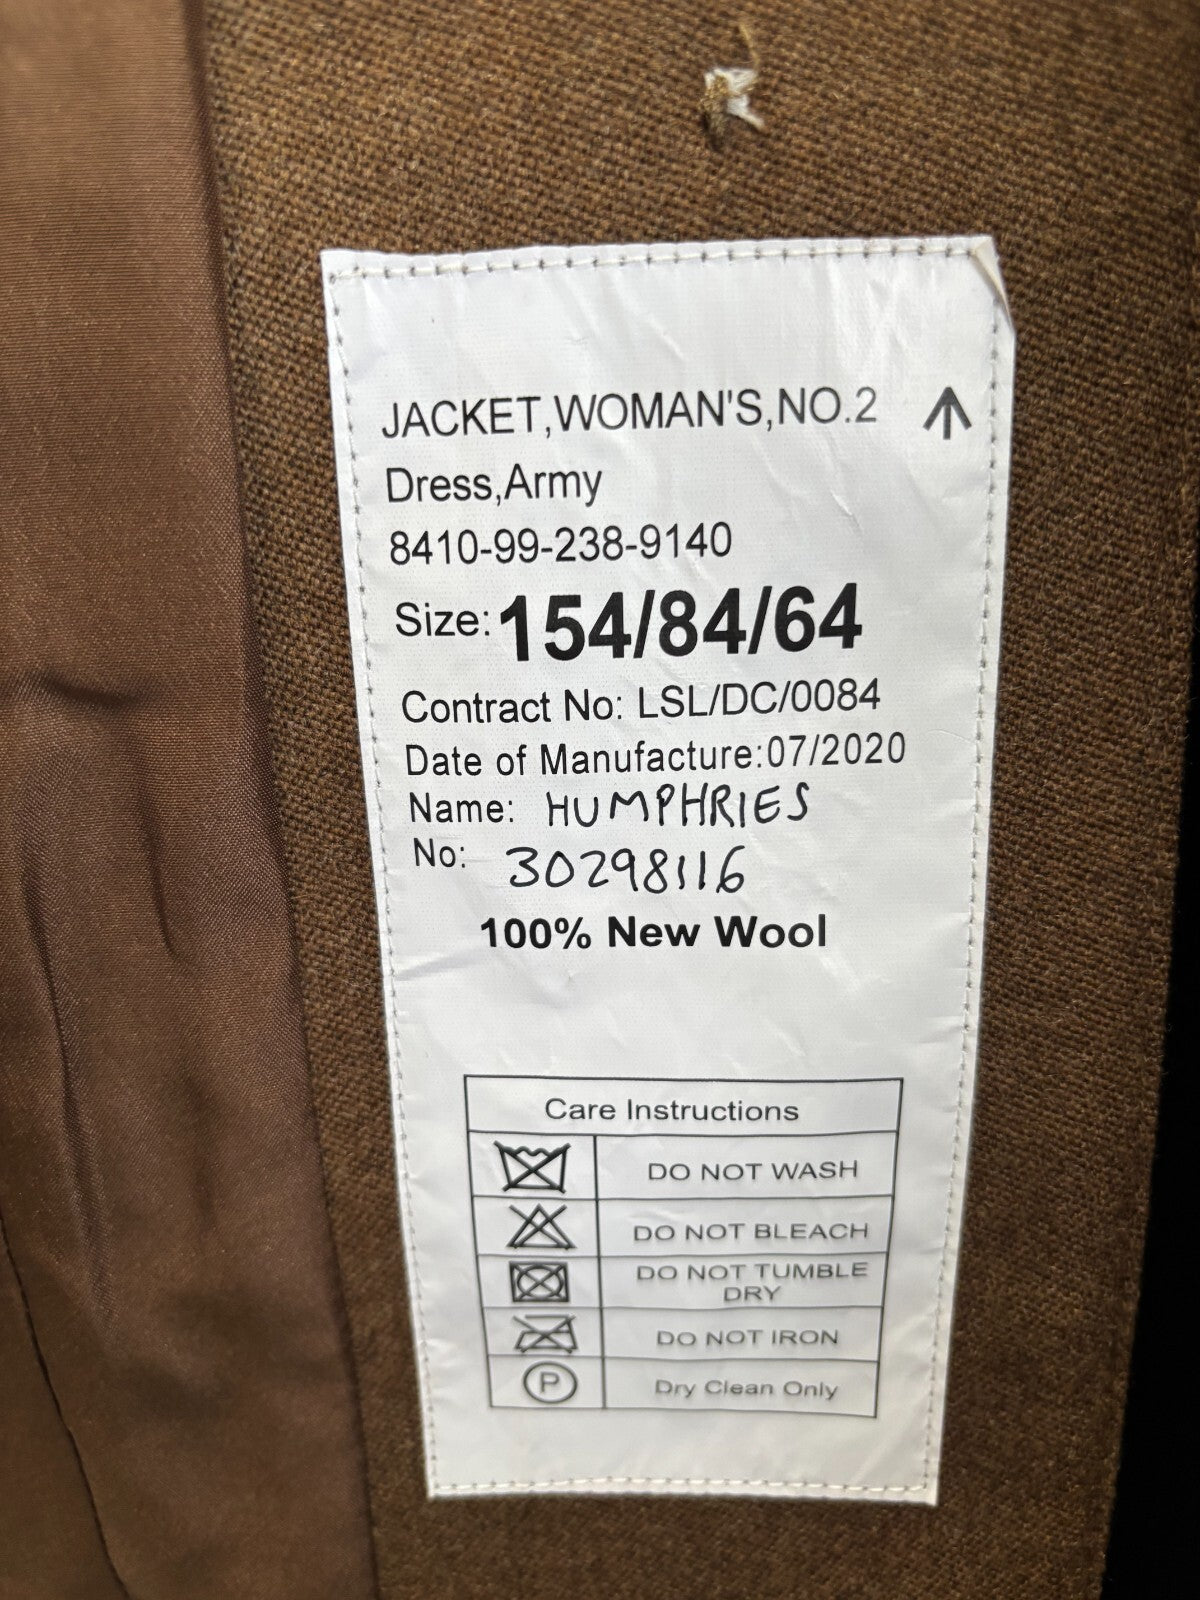 JACKET,WOMAN'S,NO.2
Dress,Army
8410-99-238-9140
Size: 154/84/64
Contract No: LSL/DC/0084
Date of Manufacture:07/2020
Name: HUMPHRIES
No: 30298116
100% New Wool
Care Instructions
DO NOT WASH
DO NOT BLEACH
DO NOT TUMBLE
DRY
DO NOT IRON
P Dry Clean Only